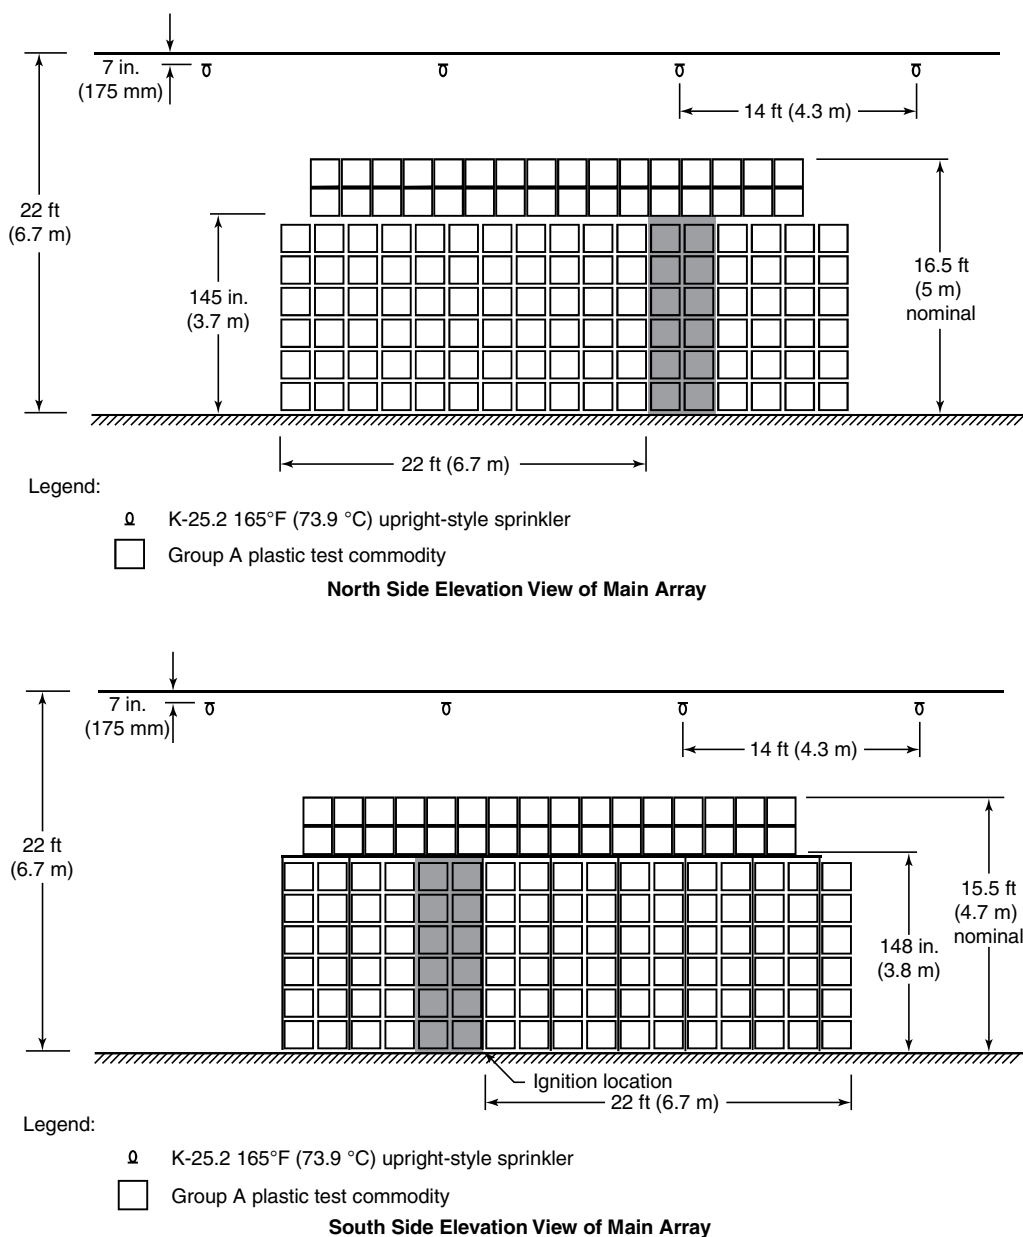 7 in.
(175 mm)
14 ft (4.3 m)
22 ft
(6.7 m)
145 in.
(3.7 m)
16.5 ft
(5 m)
nominal
22 ft (6.7 m)
Legend:
K-25.2 165°F (73.9 °C) upright-style sprinkler
Group A plastic test commodity
North Side Elevation View of Main Array
7 in.
(175 mm)
14 ft (4.3 m)
22 ft
(6.7 m)
15.5 ft
(4.7 m)
nominal
148 in.
(3.8 m)
Ignition location
22 ft (6.7 m)
Legend:
K-25.2 165°F (73.9 °C) upright-style sprinkler
Group A plastic test commodity
South Side Elevation View of Main Array